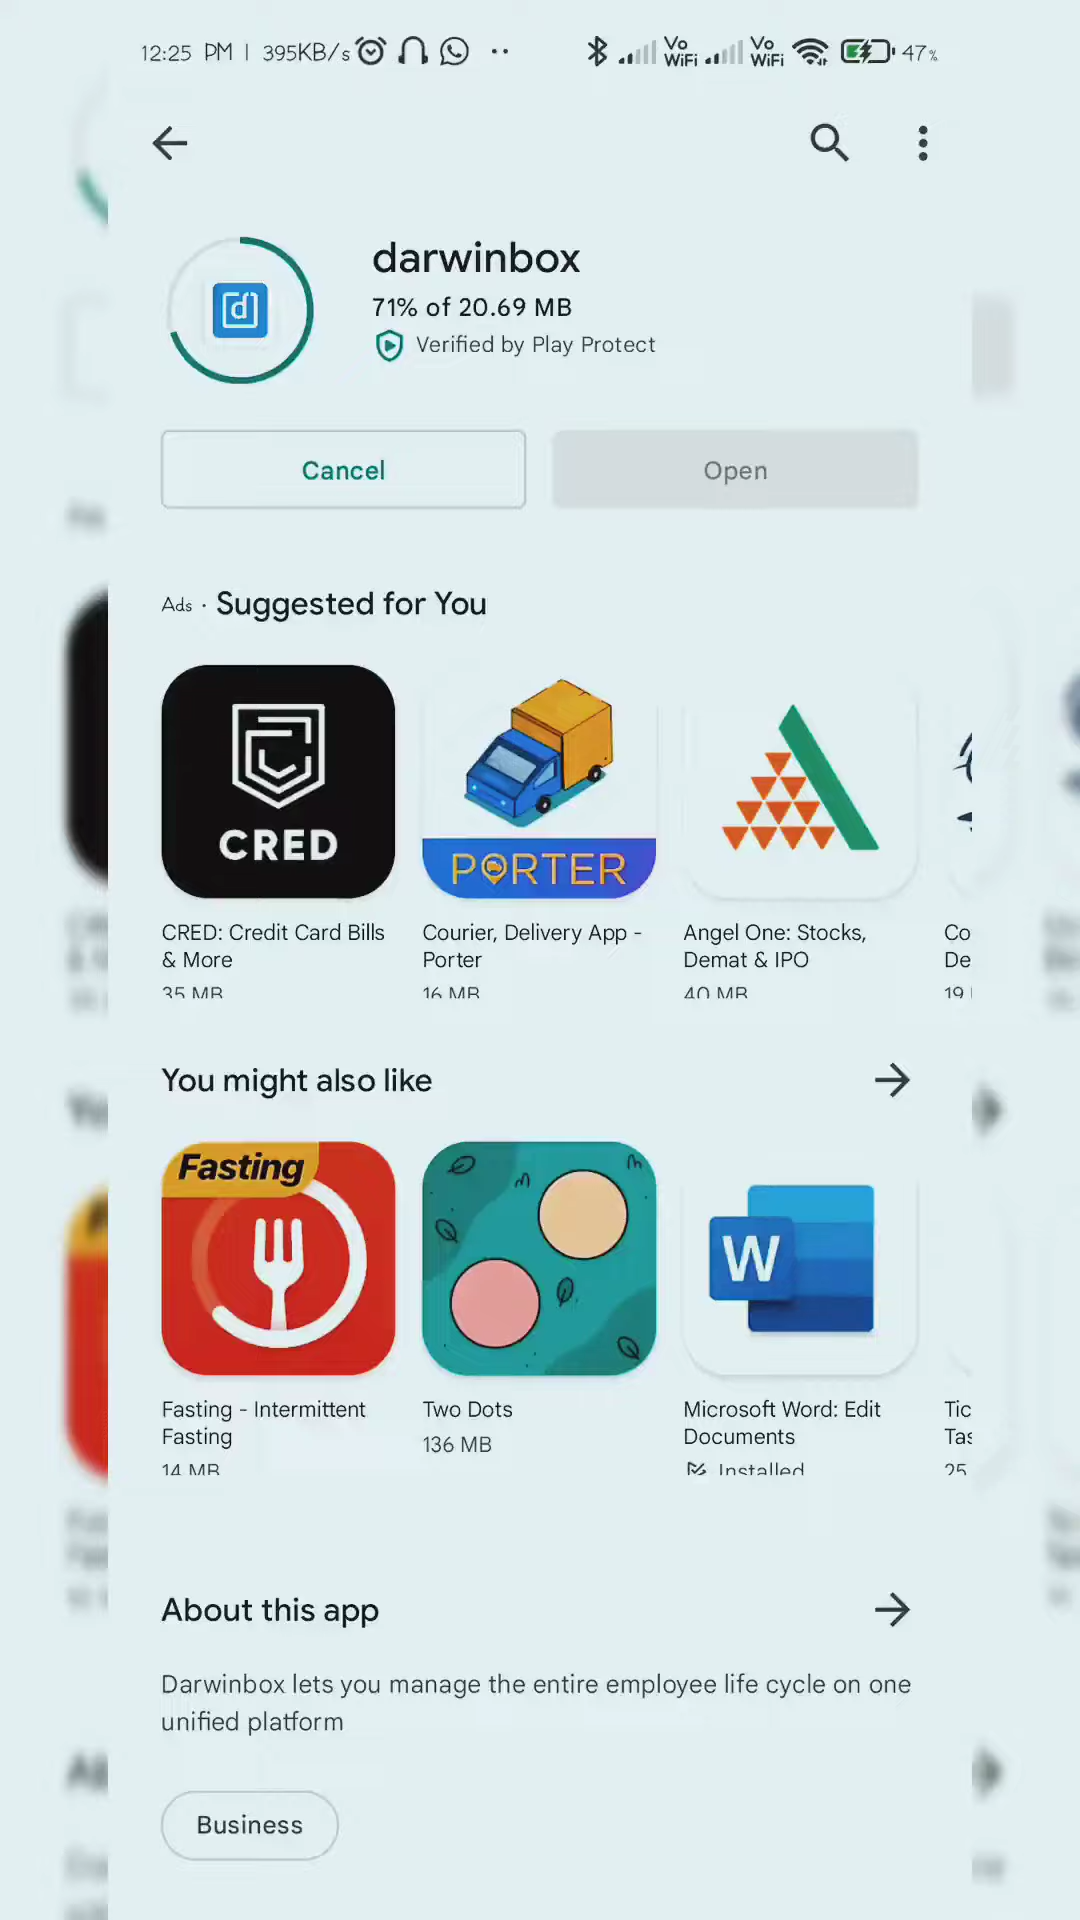 12:25 PM | 395KB/s Vo WiFi Vo WiFi 47%
darwinbox
71% of 20.69 MB
Verified by Play Protect
Cancel Open
Ads · Suggested for You
CRED
PORTER
CRED: Credit Card Bills & More
35 MB
Courier, Delivery App - Porter
16 MB
Angel One: Stocks, Demat & IPO
40 MB
Co
De
19
You might also like
Fasting
W
Fasting - Intermittent Fasting
14 MB
Two Dots
136 MB
Microsoft Word: Edit Documents
Installed
Tic
Tas
25
About this app
Darwinbox lets you manage the entire employee life cycle on one
unified platform
Business